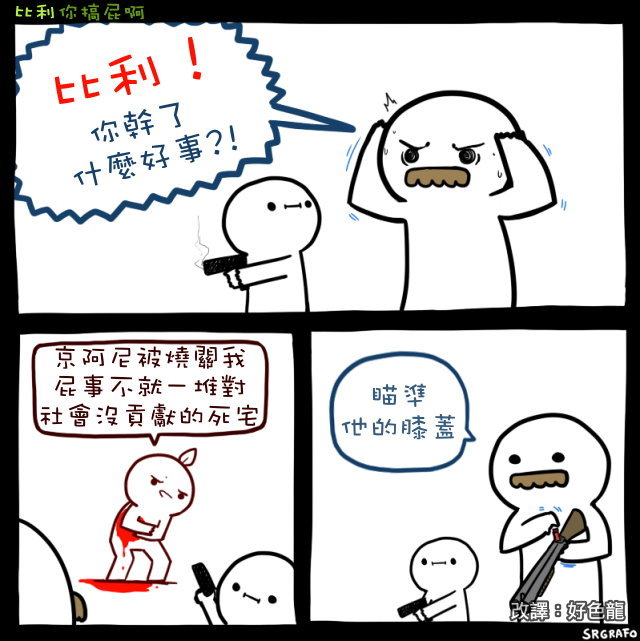 比利你搞屁啊
比利！
你幹了
什麼好事?!
京阿尼被燒關我
屁事不就一堆對
社會沒貢獻的死宅
瞄準
他的膝蓋
改譯：好色龍
SRGRAFO